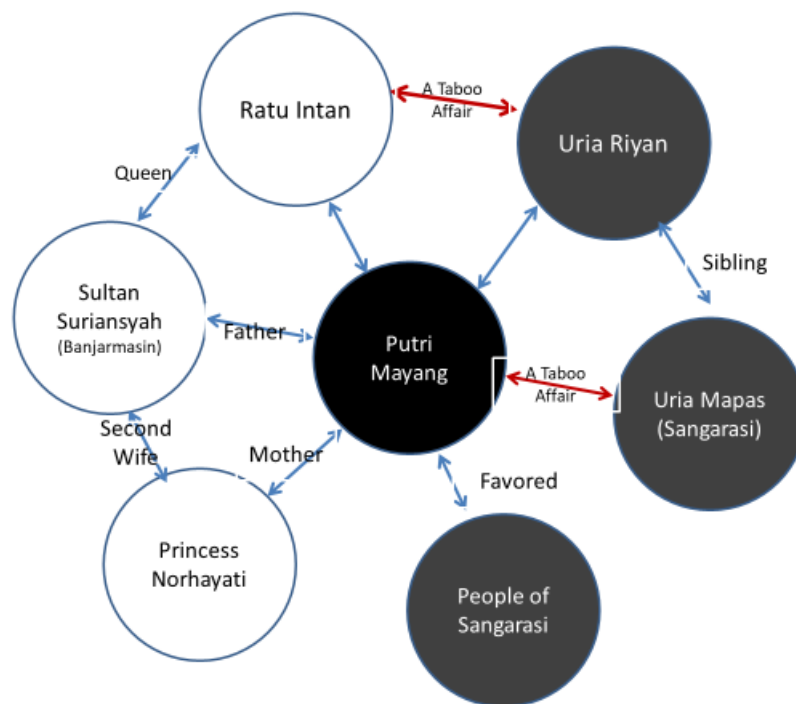 Ratu Intan
A Taboo
Affair
Uria Riyan
Queen
Sibling
Sultan
Suriansyah
(Banjarmasin)
Father
Putri
Mayang
A Taboo
Affair
Uria Mapas
(Sangarasi)
Second
Wife
Mother
Favored
Princess
Norhayati
People of
Sangarasi